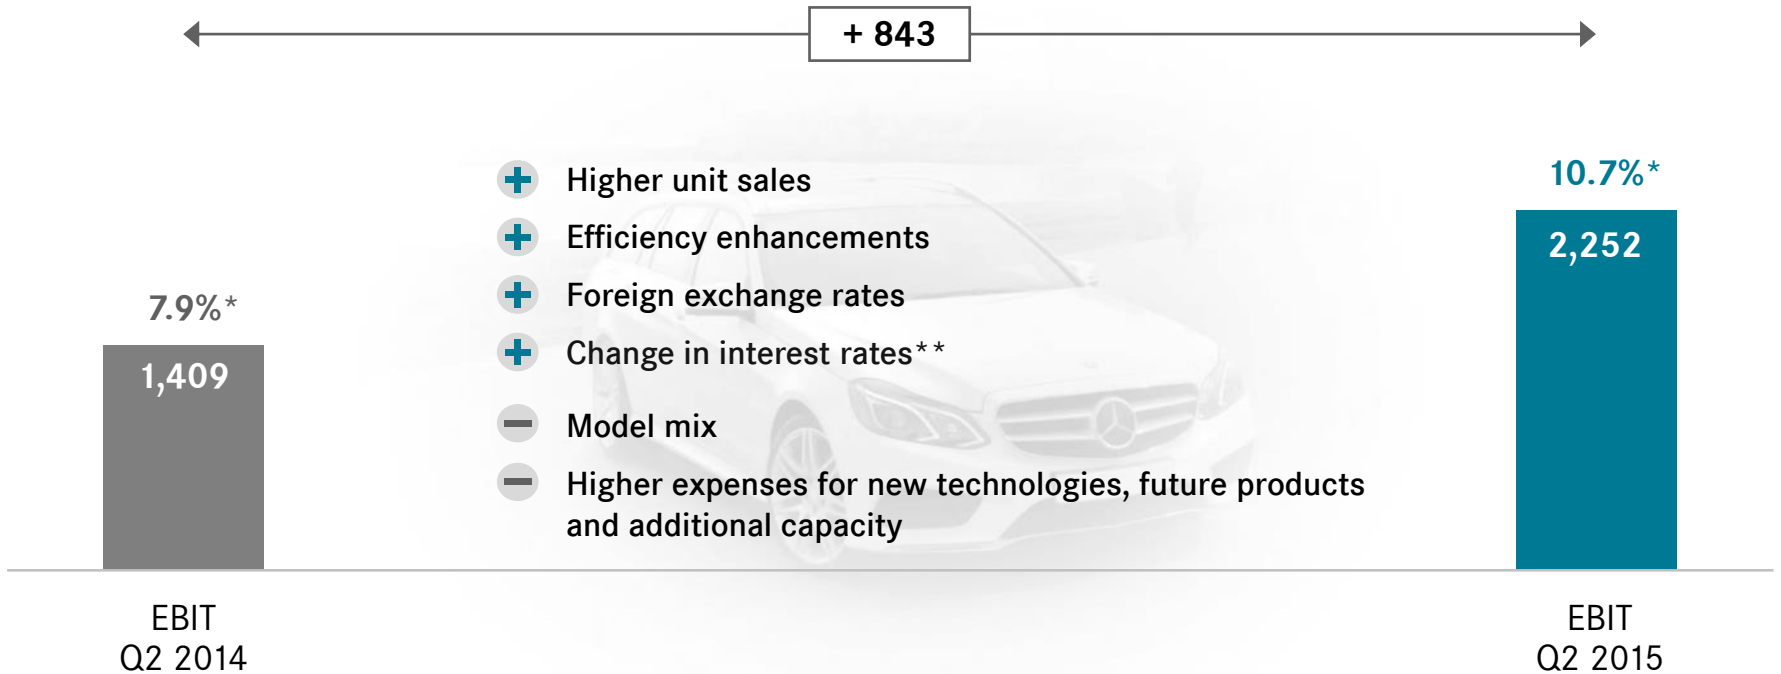 + 843
+ Higher unit sales
+ Efficiency enhancements
+ Foreign exchange rates
+ Change in interest rates**
− Model mix
− Higher expenses for new technologies, future products
and additional capacity
7.9%*
1,409
10.7%*
2,252
EBIT
Q2 2014
EBIT
Q2 2015